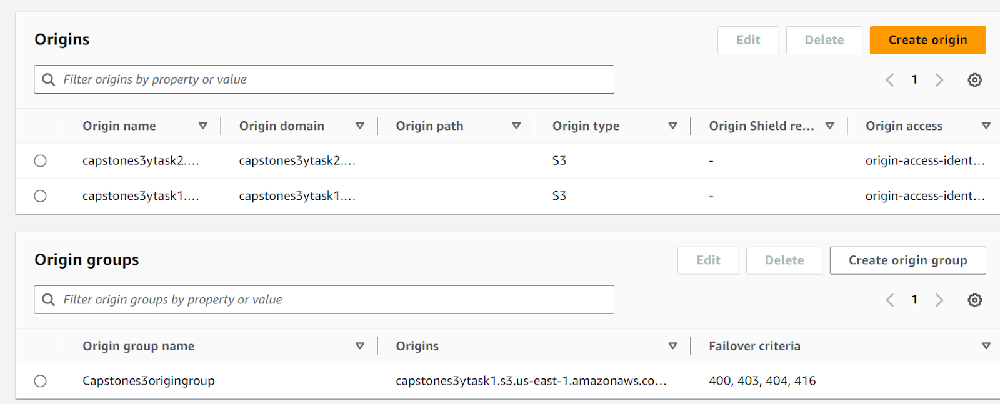 Origins
Edit
Delete
Create origin
Filter origins by property or value
1
Origin name Origin domain Origin path Origin type Origin Shield re... Origin access
capstones3ytask2.... capstones3ytask2.... S3 - origin-access-ident...
capstones3ytask1.... capstones3ytask1.... S3 - origin-access-ident...
Origin groups
Edit
Delete
Create origin group
Filter origin groups by property or value
1
Origin group name Origins Failover criteria
Capstones3origingroup capstones3ytask1.s3.us-east-1.amazonaws.co... 400, 403, 404, 416